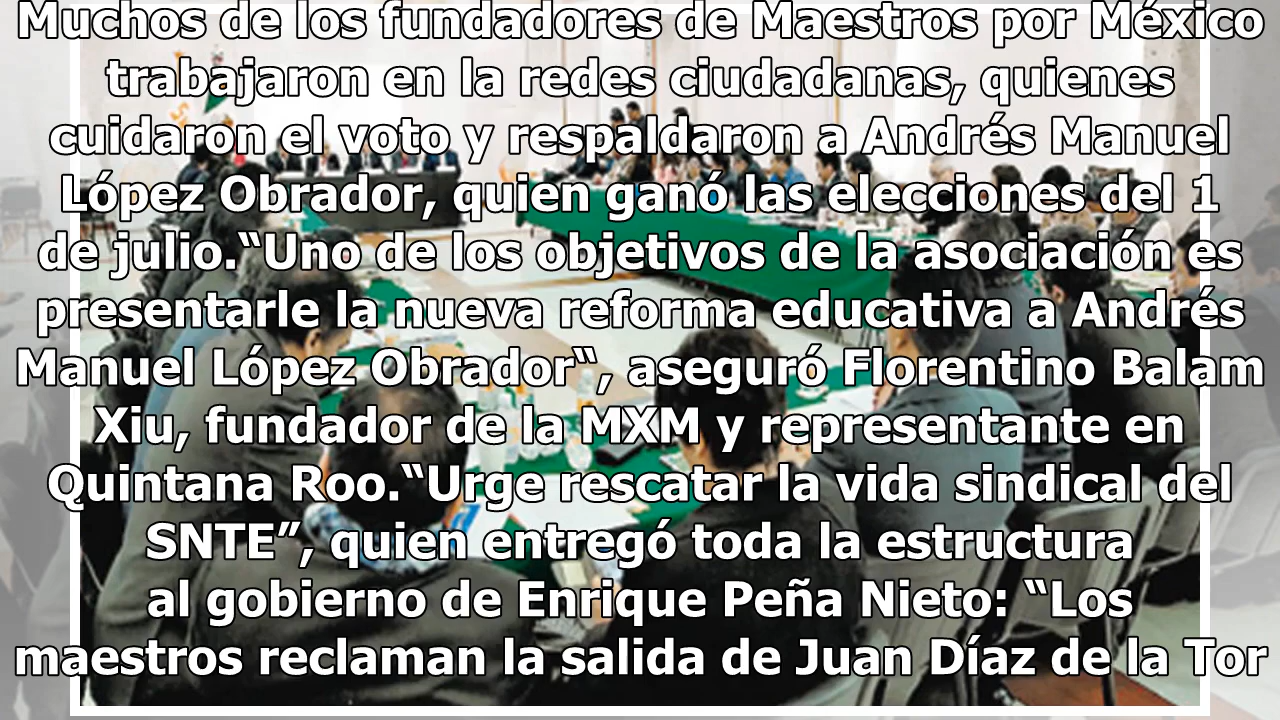 Muchos de los fundadores de Maestros por México
trabajaron en la redes ciudadanas, quienes
cuidaron el voto y respaldaron a Andrés Manuel
López Obrador, quien ganó las elecciones del 1
de julio.“Uno de los objetivos de la asociación es
presentarle la nueva reforma educativa a Andrés
Manuel López Obrador“, aseguró Florentino Balam
Xiu, fundador de la MXM y representante en
Quintana Roo.“Urge rescatar la vida sindical del
SNTE”, quien entregó toda la estructura
al gobierno de Enrique Peña Nieto: “Los
maestros reclaman la salida de Juan Díaz de la Tor